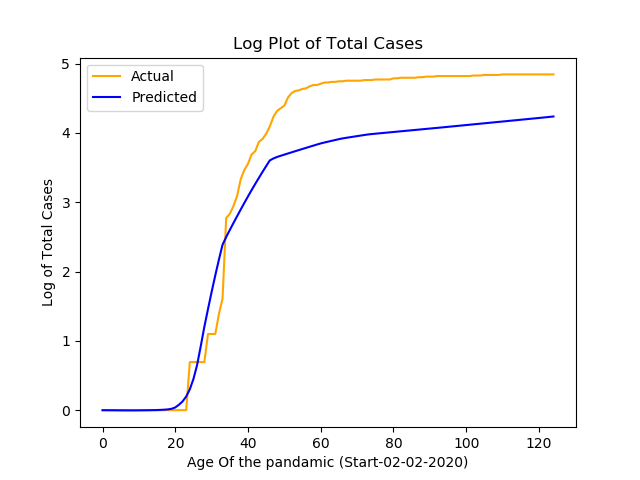 Log Plot of Total Cases
Actual
Predicted
5
4
3
2
1
0
Log of Total Cases
0 20 40 60 80 100 120
Age Of the pandamic (Start-02-02-2020)